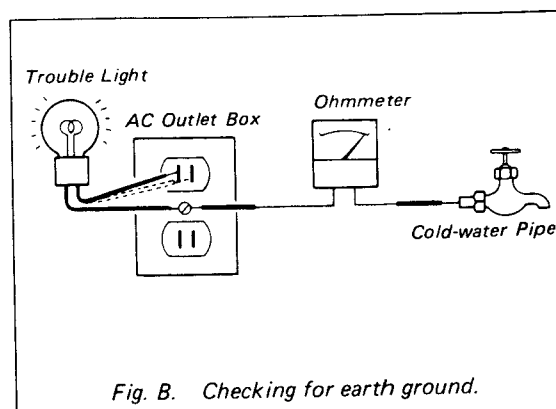 Trouble Light
AC Outlet Box
Ohmmeter
Cold-water Pipe
Fig. B. Checking for earth ground.